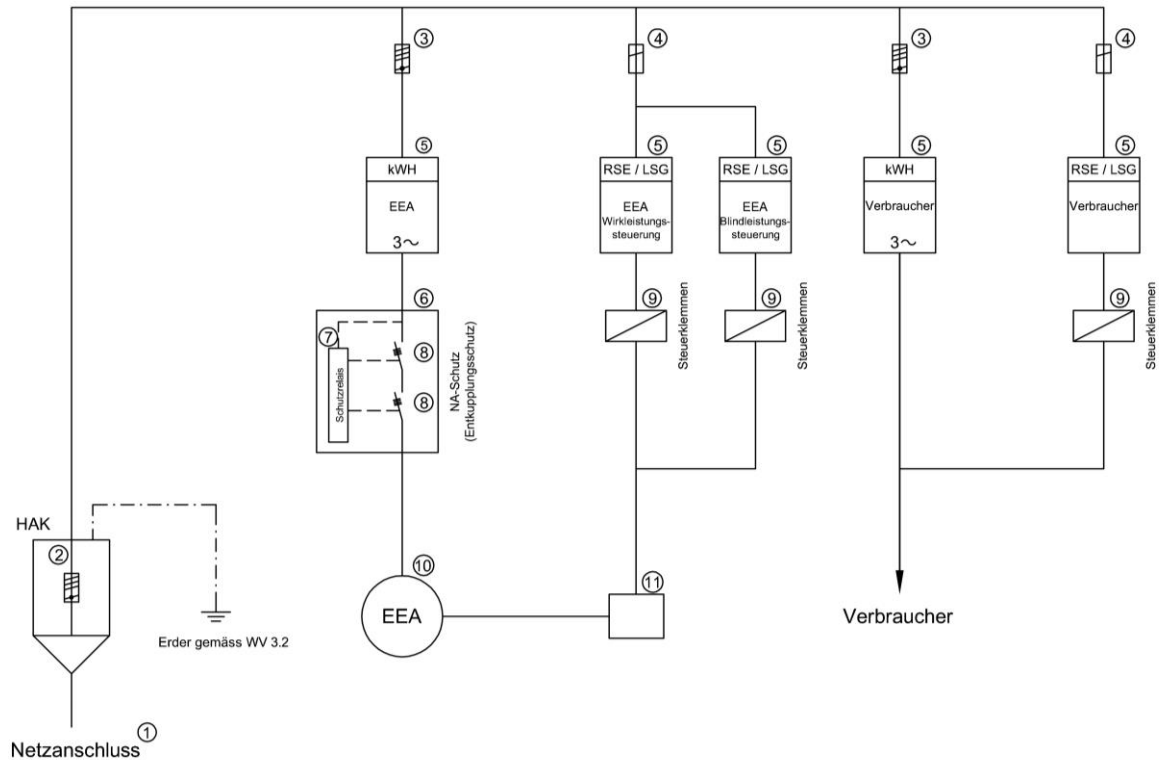 ③
④
③
④
⑤
⑤
⑤
⑤
⑤
kWH
RSE / LSG
RSE / LSG
kWH
RSE / LSG
EEA
EEA
Wirkleistungs-
steuerung
EEA
Blindleistungs-
steuerung
Verbraucher
Verbraucher
3~
3~
⑥
⑨
⑨
⑨
Steuerklemmen
Steuerklemmen
Steuerklemmen
⑦
⑧
⑧
Schutzrelais
NA-Schutz
(Entkupplungsschutz)
HAK
②
⑩
⑪
EEA
Verbraucher
Erder gemäss WV 3.2
Netzanschluss ①